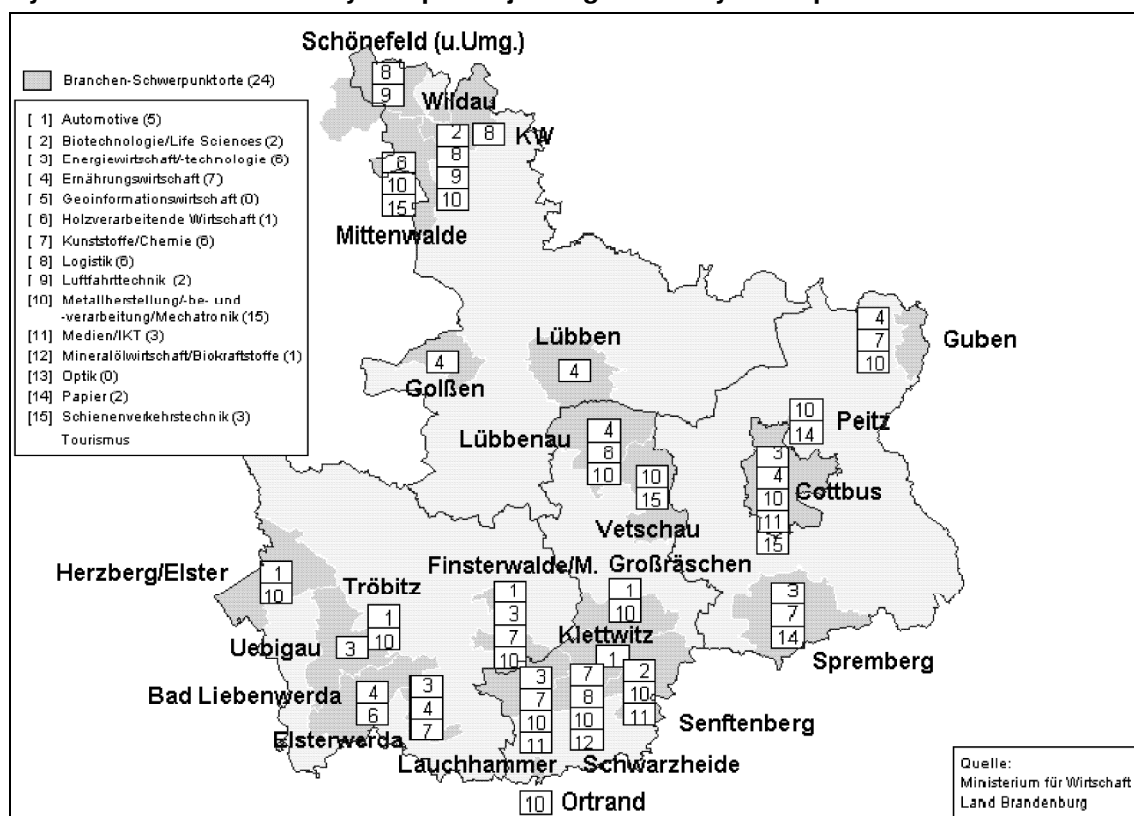 Schönefeld (u.Umg.)
Branchen-Schwerpunktorte (24)
[ 1] Automotive (5)
[ 2] Biotechnologie/Life Sciences (2)
[ 3] Energiewirtschaft/-technologie (6)
[ 4] Ernährungswirtschaft (7)
[ 5] Geoinformationswirtschaft (0)
[ 6] Holzverarbeitende Wirtschaft (1)
[ 7] Kunststoffe/Chemie (6)
[ 8] Logistik (6)
[ 9] Luftfahrttechnik (2)
[10] Metallherstellung/-be- und
-verarbeitung/Mechatronik (15)
[11] Medien/IKT (3)
[12] Mineralölwirtschaft/Biokraftstoffe (1)
[13] Optik (0)
[14] Papier (2)
[15] Schienenverkehrstechnik (3)
Tourismus
8
9
Wildau
2
8
9
10
8
KW
8
10
15
Mittenwalde
Lübben
4
4
Golßen
4
7
10
Guben
10
14
Peitz
Lübbenau
4
8
10
10
15
Vetschau
3
4
10
11
15
Cottbus
Herzberg/Elster
1
10
Tröbitz
1
10
Uebigau
3
Finsterwalde/M.
1
3
7
10
Großräschen
1
10
Klettwitz
1
3
7
14
Spremberg
Bad Liebenwerda
4
6
3
4
7
Elsterwerda
3
7
10
11
Lauchhammer
7
8
10
12
Schwarzheide
2
10
11
Senftenberg
10
Ortrand
Quelle:
Ministerium für Wirtschaft
Land Brandenburg